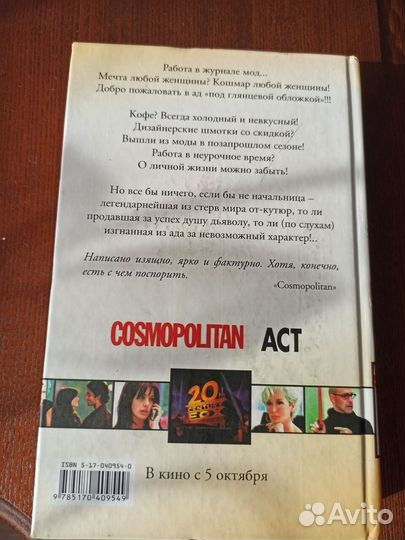 Работа в журнале мод...
Мечта любой женщины? Кошмар любой женщины!
Добро пожаловать в ад «под глянцевой обложкой»!!!
Кофе? Всегда холодный и невкусный!
Дизайнерские шмотки со скидкой?
Вышли из моды в позапрошлом сезоне!
Работа в неурочное время?
О личной жизни можно забыть!
Но все бы ничего, если бы не начальница –
легендарнейшая из стерв мира от-кутюр, то ли
продавшая за успех душу дьяволу, то ли (по слухам)
изгнанная из ада за невозможный характер!..
Написано изящно, ярко и фактурно. Хотя, конечно,
есть с чем поспорить.
«Cosmopolitan»
COSMOPOLITAN АСТ
20th
CENTURY
FOX
ISBN 5-17-040954-0
9 785170 409549
В кино с 5 октября
Avito